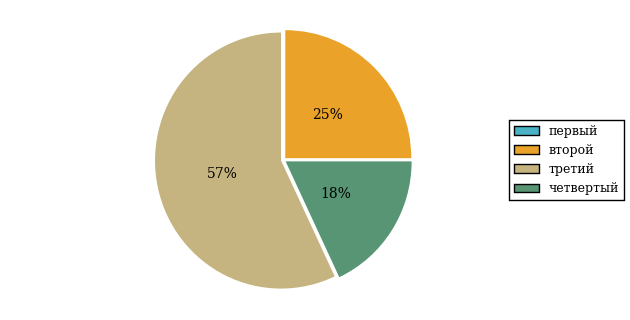 25%
57%
18%
первый
второй
третий
четвертый